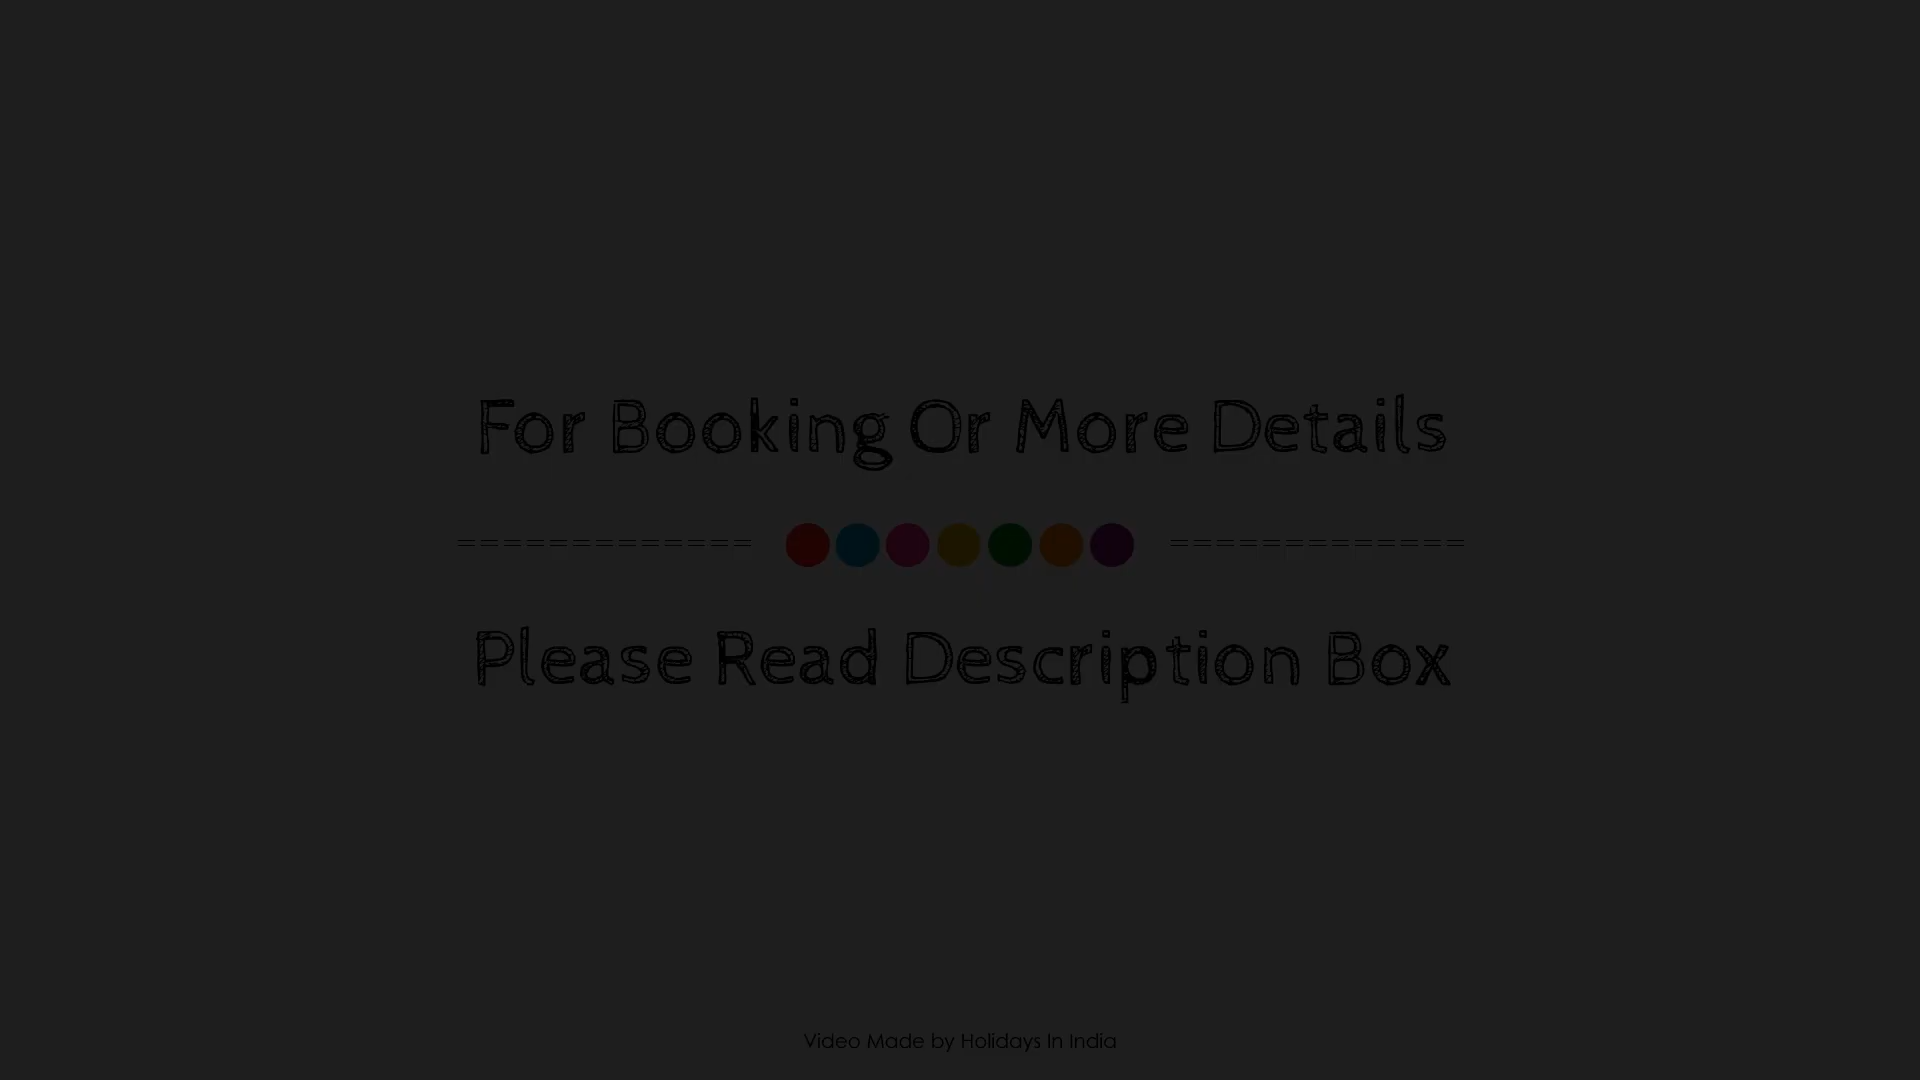 For Booking Or More Details
============= =============
Please Read Description Box
Video Made by Holidays In India